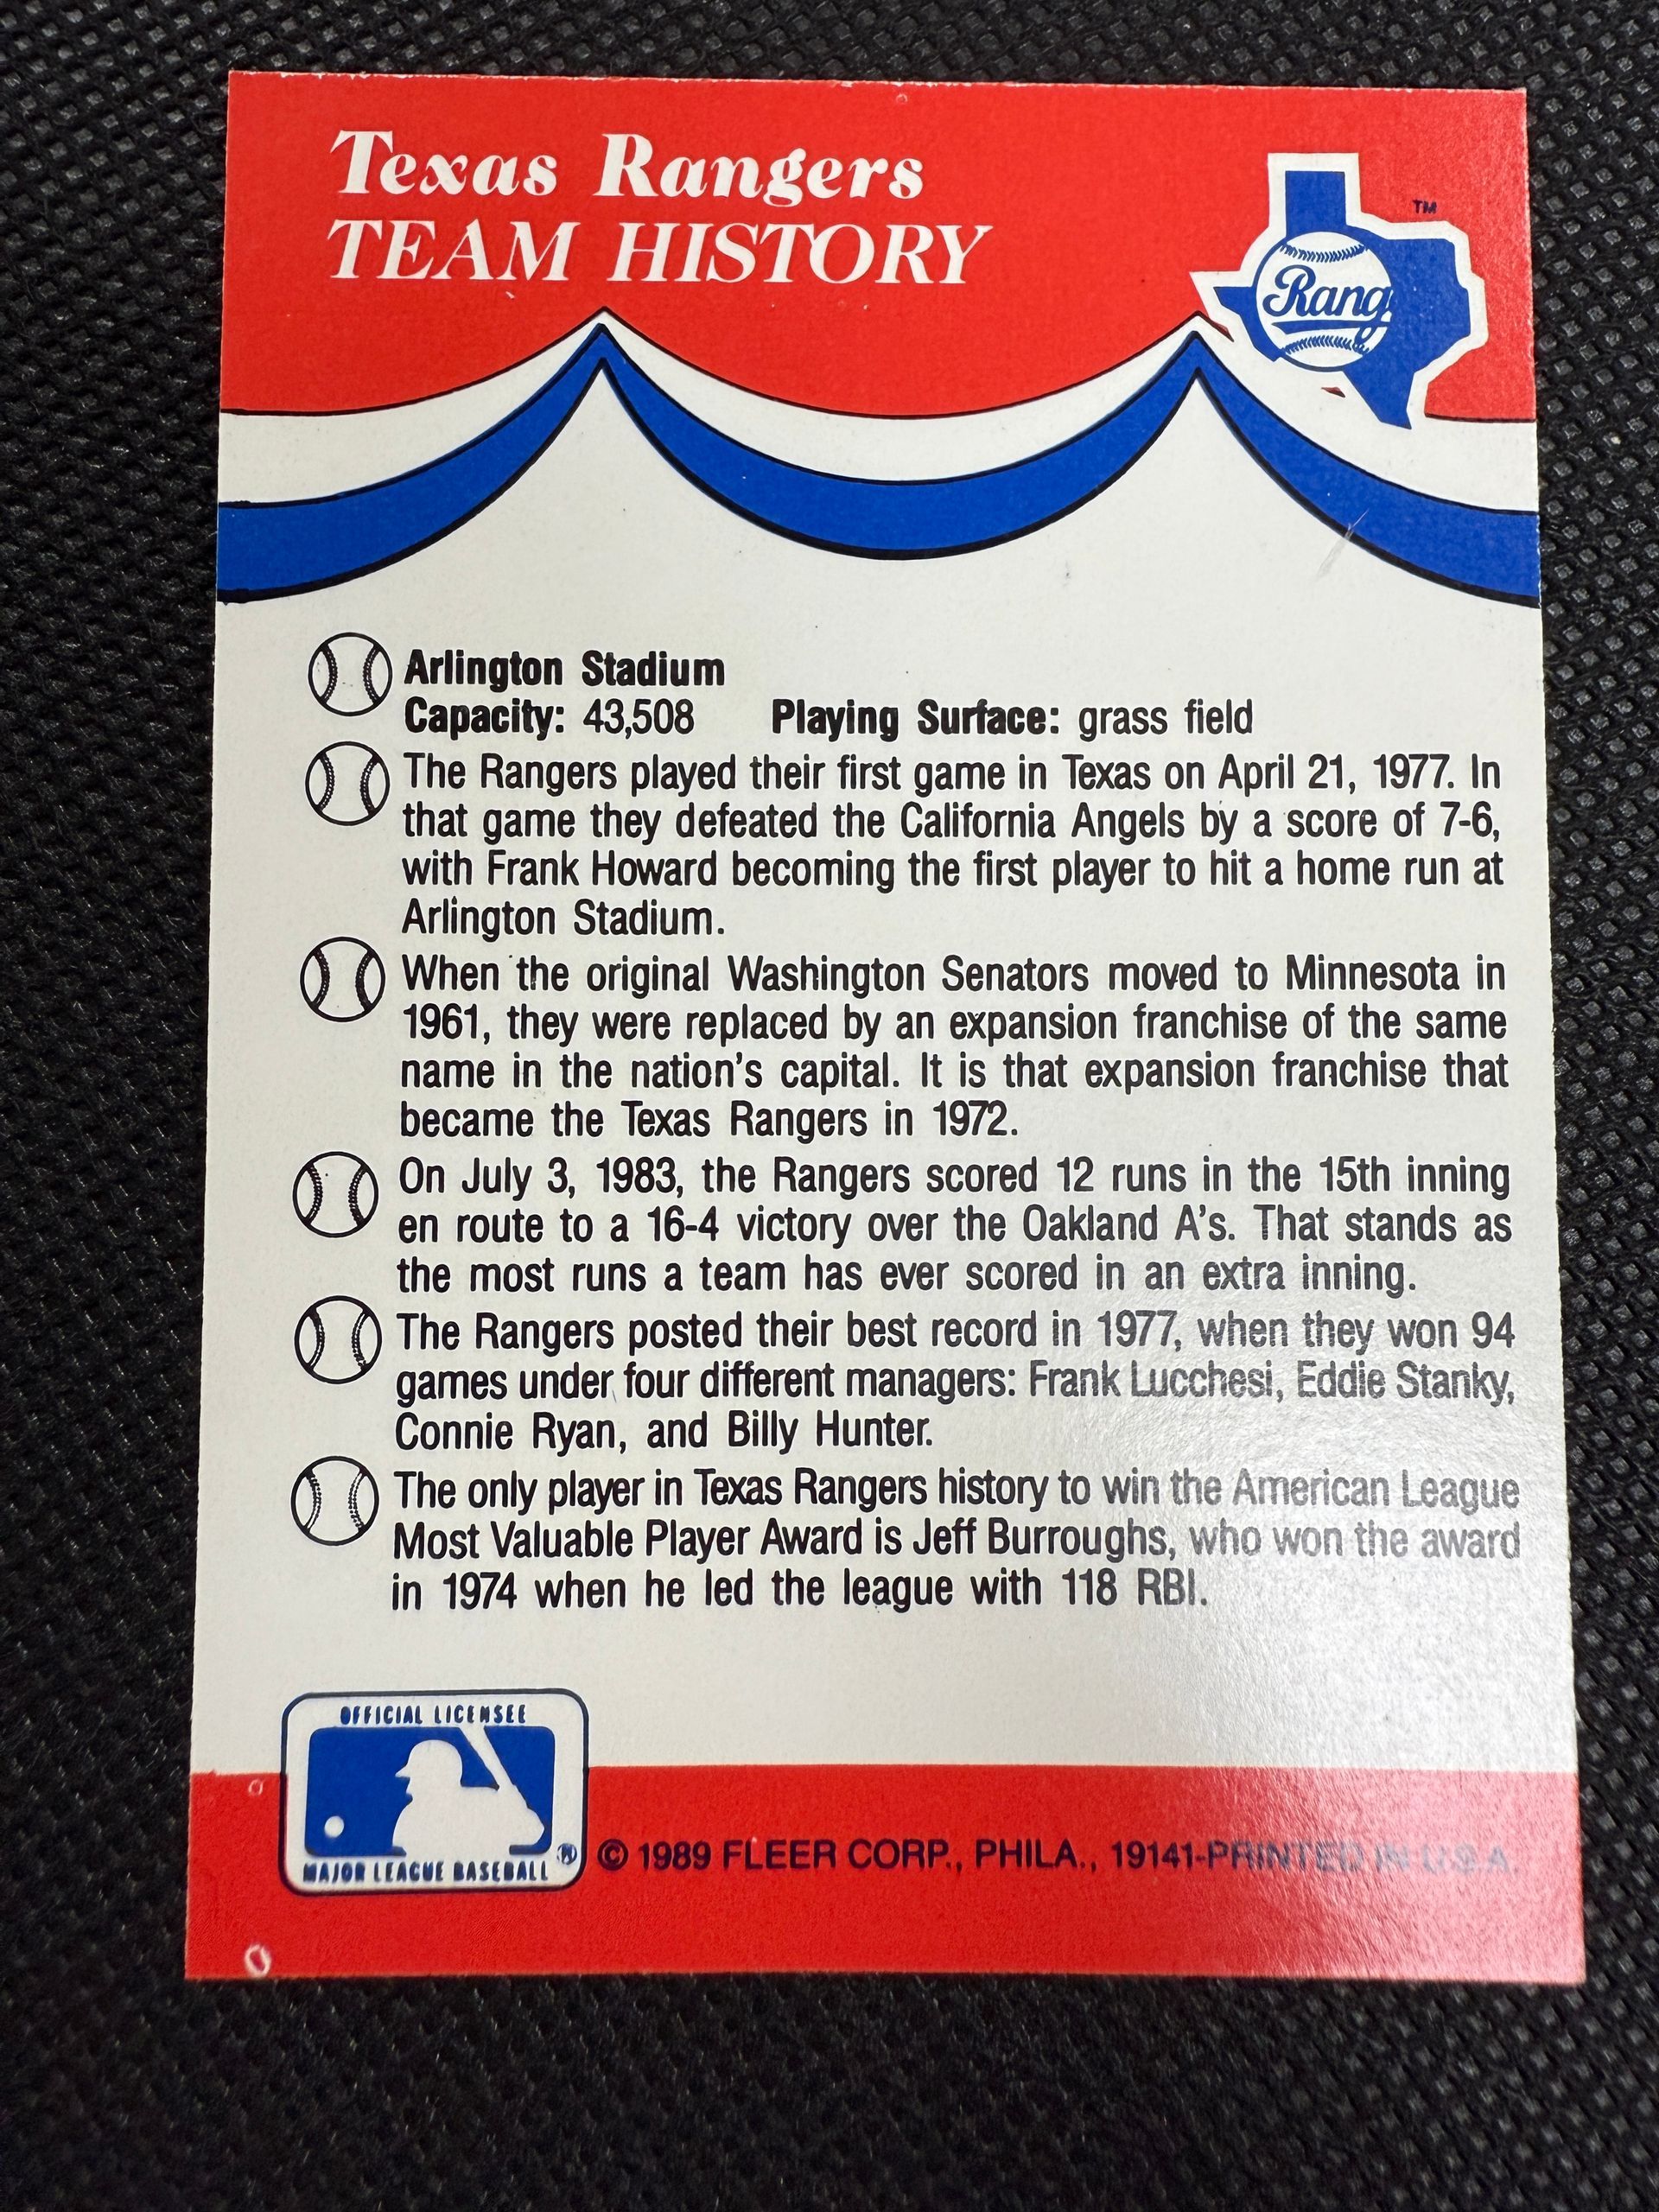 Texas Rangers
TEAM HISTORY
TM
Rang
Arlington Stadium
Capacity: 43,508 Playing Surface: grass field
The Rangers played their first game in Texas on April 21, 1977. In
that game they defeated the California Angels by a score of 7-6,
with Frank Howard becoming the first player to hit a home run at
Arlington Stadium.
When the original Washington Senators moved to Minnesota in
1961, they were replaced by an expansion franchise of the same
name in the nation's capital. It is that expansion franchise that
became the Texas Rangers in 1972.
On July 3, 1983, the Rangers scored 12 runs in the 15th inning
en route to a 16-4 victory over the Oakland A's. That stands as
the most runs a team has ever scored in an extra inning.
The Rangers posted their best record in 1977, when they won 94
games under four different managers: Frank Lucchesi, Eddie Stanky,
Connie Ryan, and Billy Hunter.
The only player in Texas Rangers history to win the American League
Most Valuable Player Award is Jeff Burroughs, who won the award
in 1974 when he led the league with 118 RBI.
OFFICIAL LICENSEE
MAJOR LEAGUE BASEBALL ®
© 1989 FLEER CORP., PHILA., 19141-PRINTED IN U.S.A.